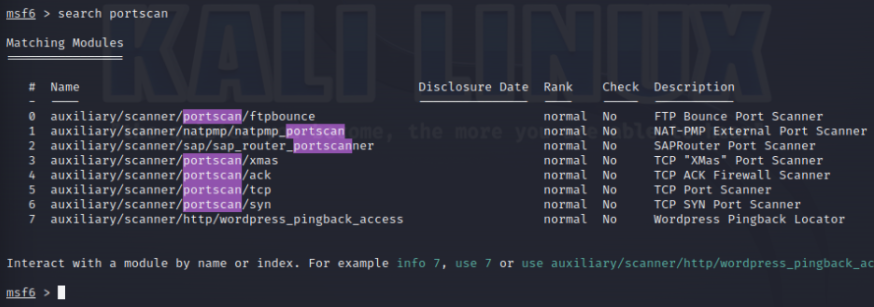 msf6 > search portscan
KALI LINUX
Matching Modules
================
# Name Disclosure Date Rank Check Description
- ---- --------------- ---- ----- -----------
0 auxiliary/scanner/portscan/ftpbounce normal No FTP Bounce Port Scanner
1 auxiliary/scanner/natpmp/natpmp_portscan normal No NAT-PMP External Port Scanner
2 auxiliary/scanner/sap/sap_router_portscanner normal No SAPRouter Port Scanner
3 auxiliary/scanner/portscan/xmas normal No TCP "XMas" Port Scanner
4 auxiliary/scanner/portscan/ack normal No TCP ACK Firewall Scanner
5 auxiliary/scanner/portscan/tcp normal No TCP Port Scanner
6 auxiliary/scanner/portscan/syn normal No TCP SYN Port Scanner
7 auxiliary/scanner/http/wordpress_pingback_access normal No Wordpress Pingback Locator
Interact with a module by name or index. For example info 7, use 7 or use auxiliary/scanner/http/wordpress_pingback_ac
msf6 >